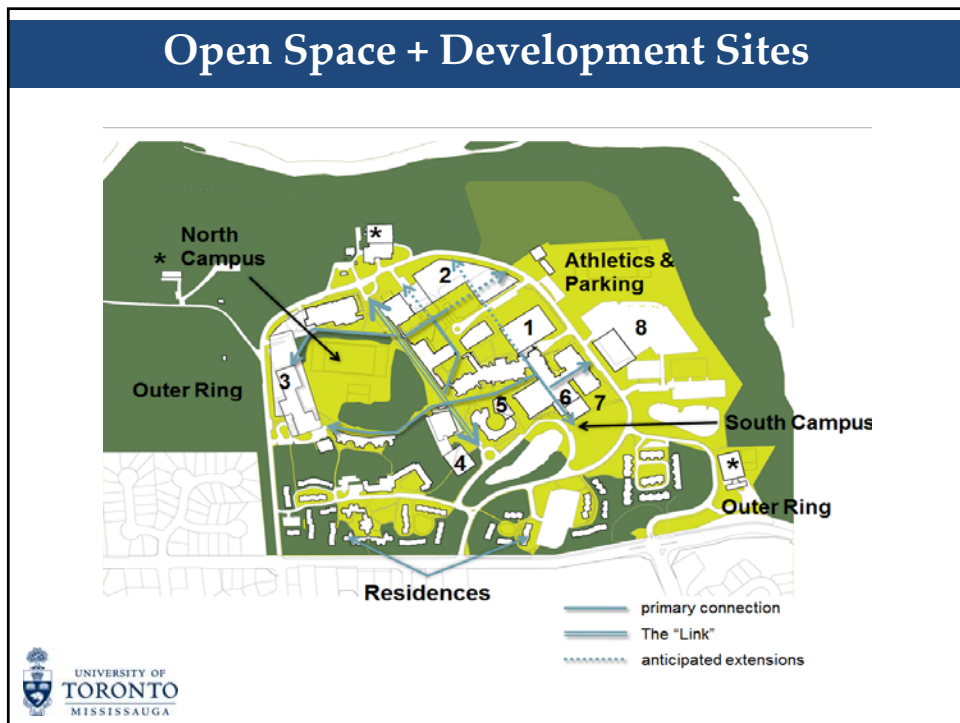 Open Space + Development Sites
North
* Campus
*
2
Athletics &
Parking
1
8
3
Outer Ring
5
6
7
South Campus
4
*
Outer Ring
Residences
primary connection
The “Link”
anticipated extensions
UNIVERSITY OF
TORONTO
MISSISSAUGA